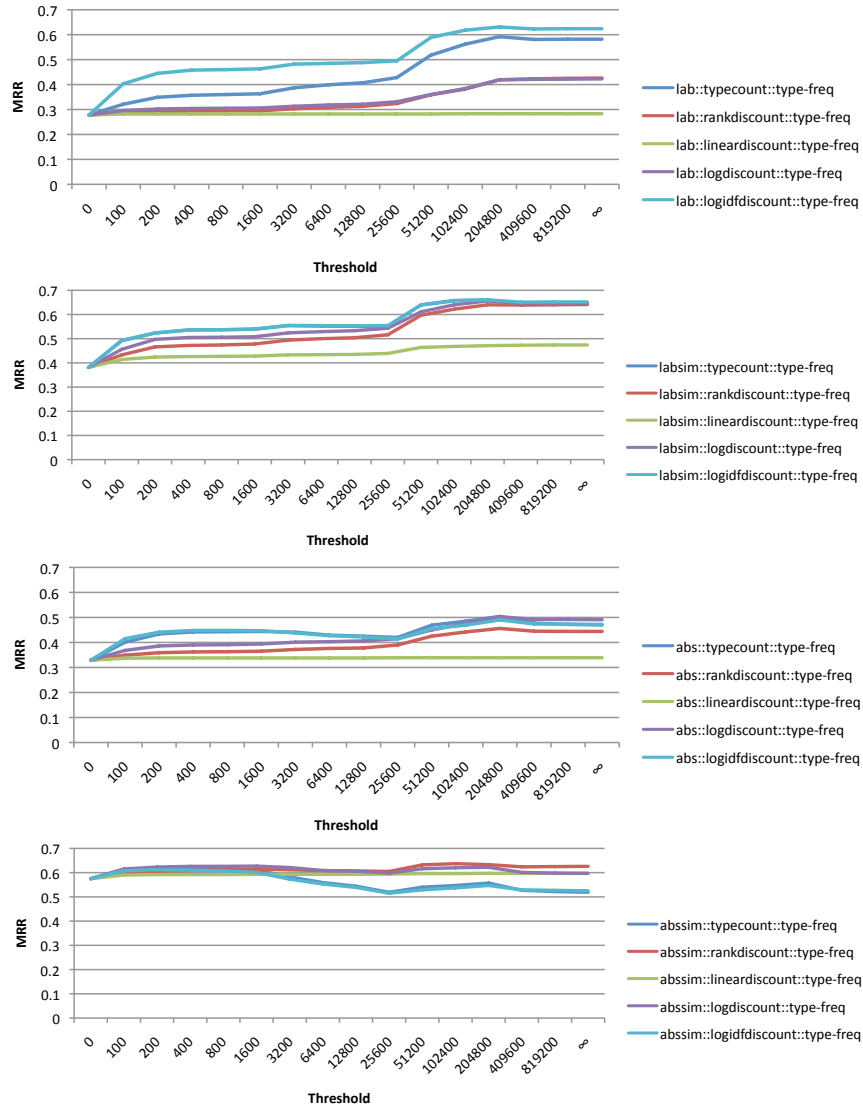 0.7
0.6
0.5
0.4
0.3
0.2
0.1
0
MRR
0 100 200 400 800 1600 3200 6400 12800 25600 51200 102400 204800 409600 819200 ∞
Threshold
lab::typecount::type-freq
lab::rankdiscount::type-freq
lab::lineardiscount::type-freq
lab::logdiscount::type-freq
lab::logidfdiscount::type-freq
0.7
0.6
0.5
0.4
0.3
0.2
0.1
0
MRR
0 100 200 400 800 1600 3200 6400 12800 25600 51200 102400 204800 409600 819200 ∞
Threshold
labsim::typecount::type-freq
labsim::rankdiscount::type-freq
labsim::lineardiscount::type-freq
labsim::logdiscount::type-freq
labsim::logidfdiscount::type-freq
0.7
0.6
0.5
0.4
0.3
0.2
0.1
0
MRR
0 100 200 400 800 1600 3200 6400 12800 25600 51200 102400 204800 409600 819200 ∞
Threshold
abs::typecount::type-freq
abs::rankdiscount::type-freq
abs::lineardiscount::type-freq
abs::logdiscount::type-freq
abs::logidfdiscount::type-freq
0.7
0.6
0.5
0.4
0.3
0.2
0.1
0
MRR
0 100 200 400 800 1600 3200 6400 12800 25600 51200 102400 204800 409600 819200 ∞
Threshold
abssim::typecount::type-freq
abssim::rankdiscount::type-freq
abssim::lineardiscount::type-freq
abssim::logdiscount::type-freq
abssim::logidfdiscount::type-freq